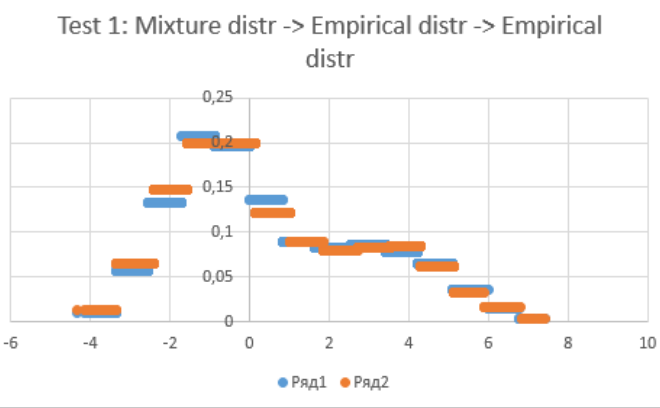 Test 1: Mixture distr -> Empirical distr -> Empirical
distr
0,25
0,2
0,15
0,1
0,05
0
-6 -4 -2 0 2 4 6 8 10
Ряд1 Ряд2